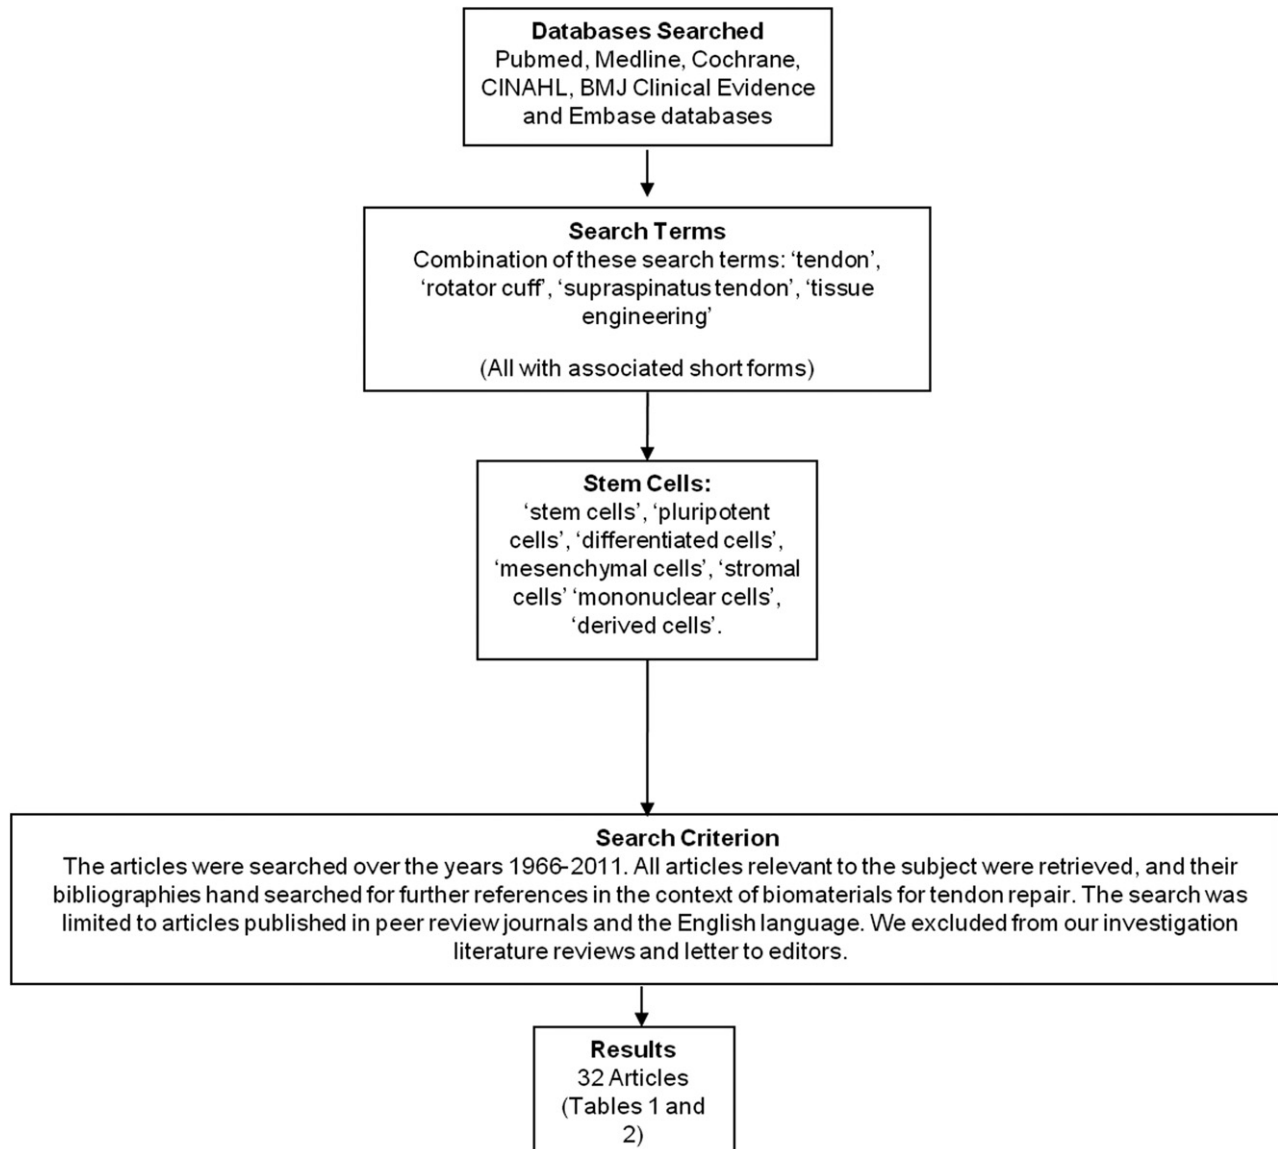 Databases Searched
Pubmed, Medline, Cochrane,
CINAHL, BMJ Clinical Evidence
and Embase databases
Search Terms
Combination of these search terms: ‘tendon’,
‘rotator cuff’, ‘supraspinatus tendon’, ‘tissue
engineering’
(All with associated short forms)
Stem Cells:
‘stem cells’, ‘pluripotent
cells’, ‘differentiated cells’,
‘mesenchymal cells’, ‘stromal
cells’ ‘mononuclear cells’,
‘derived cells’.
Search Criterion
The articles were searched over the years 1966-2011. All articles relevant to the subject were retrieved, and their
bibliographies hand searched for further references in the context of biomaterials for tendon repair. The search was
limited to articles published in peer review journals and the English language. We excluded from our investigation
literature reviews and letter to editors.
Results
32 Articles
(Tables 1 and
2)